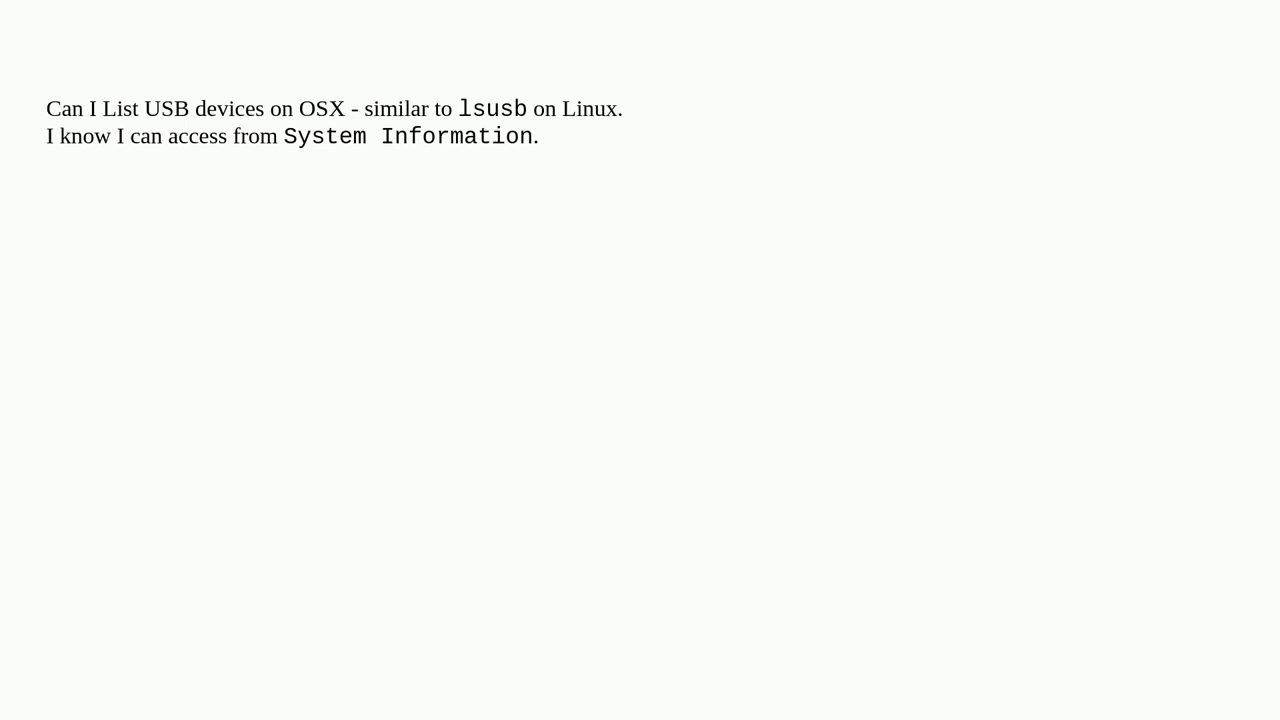 Can I List USB devices on OSX - similar to lsusb on Linux.
I know I can access from System Information.